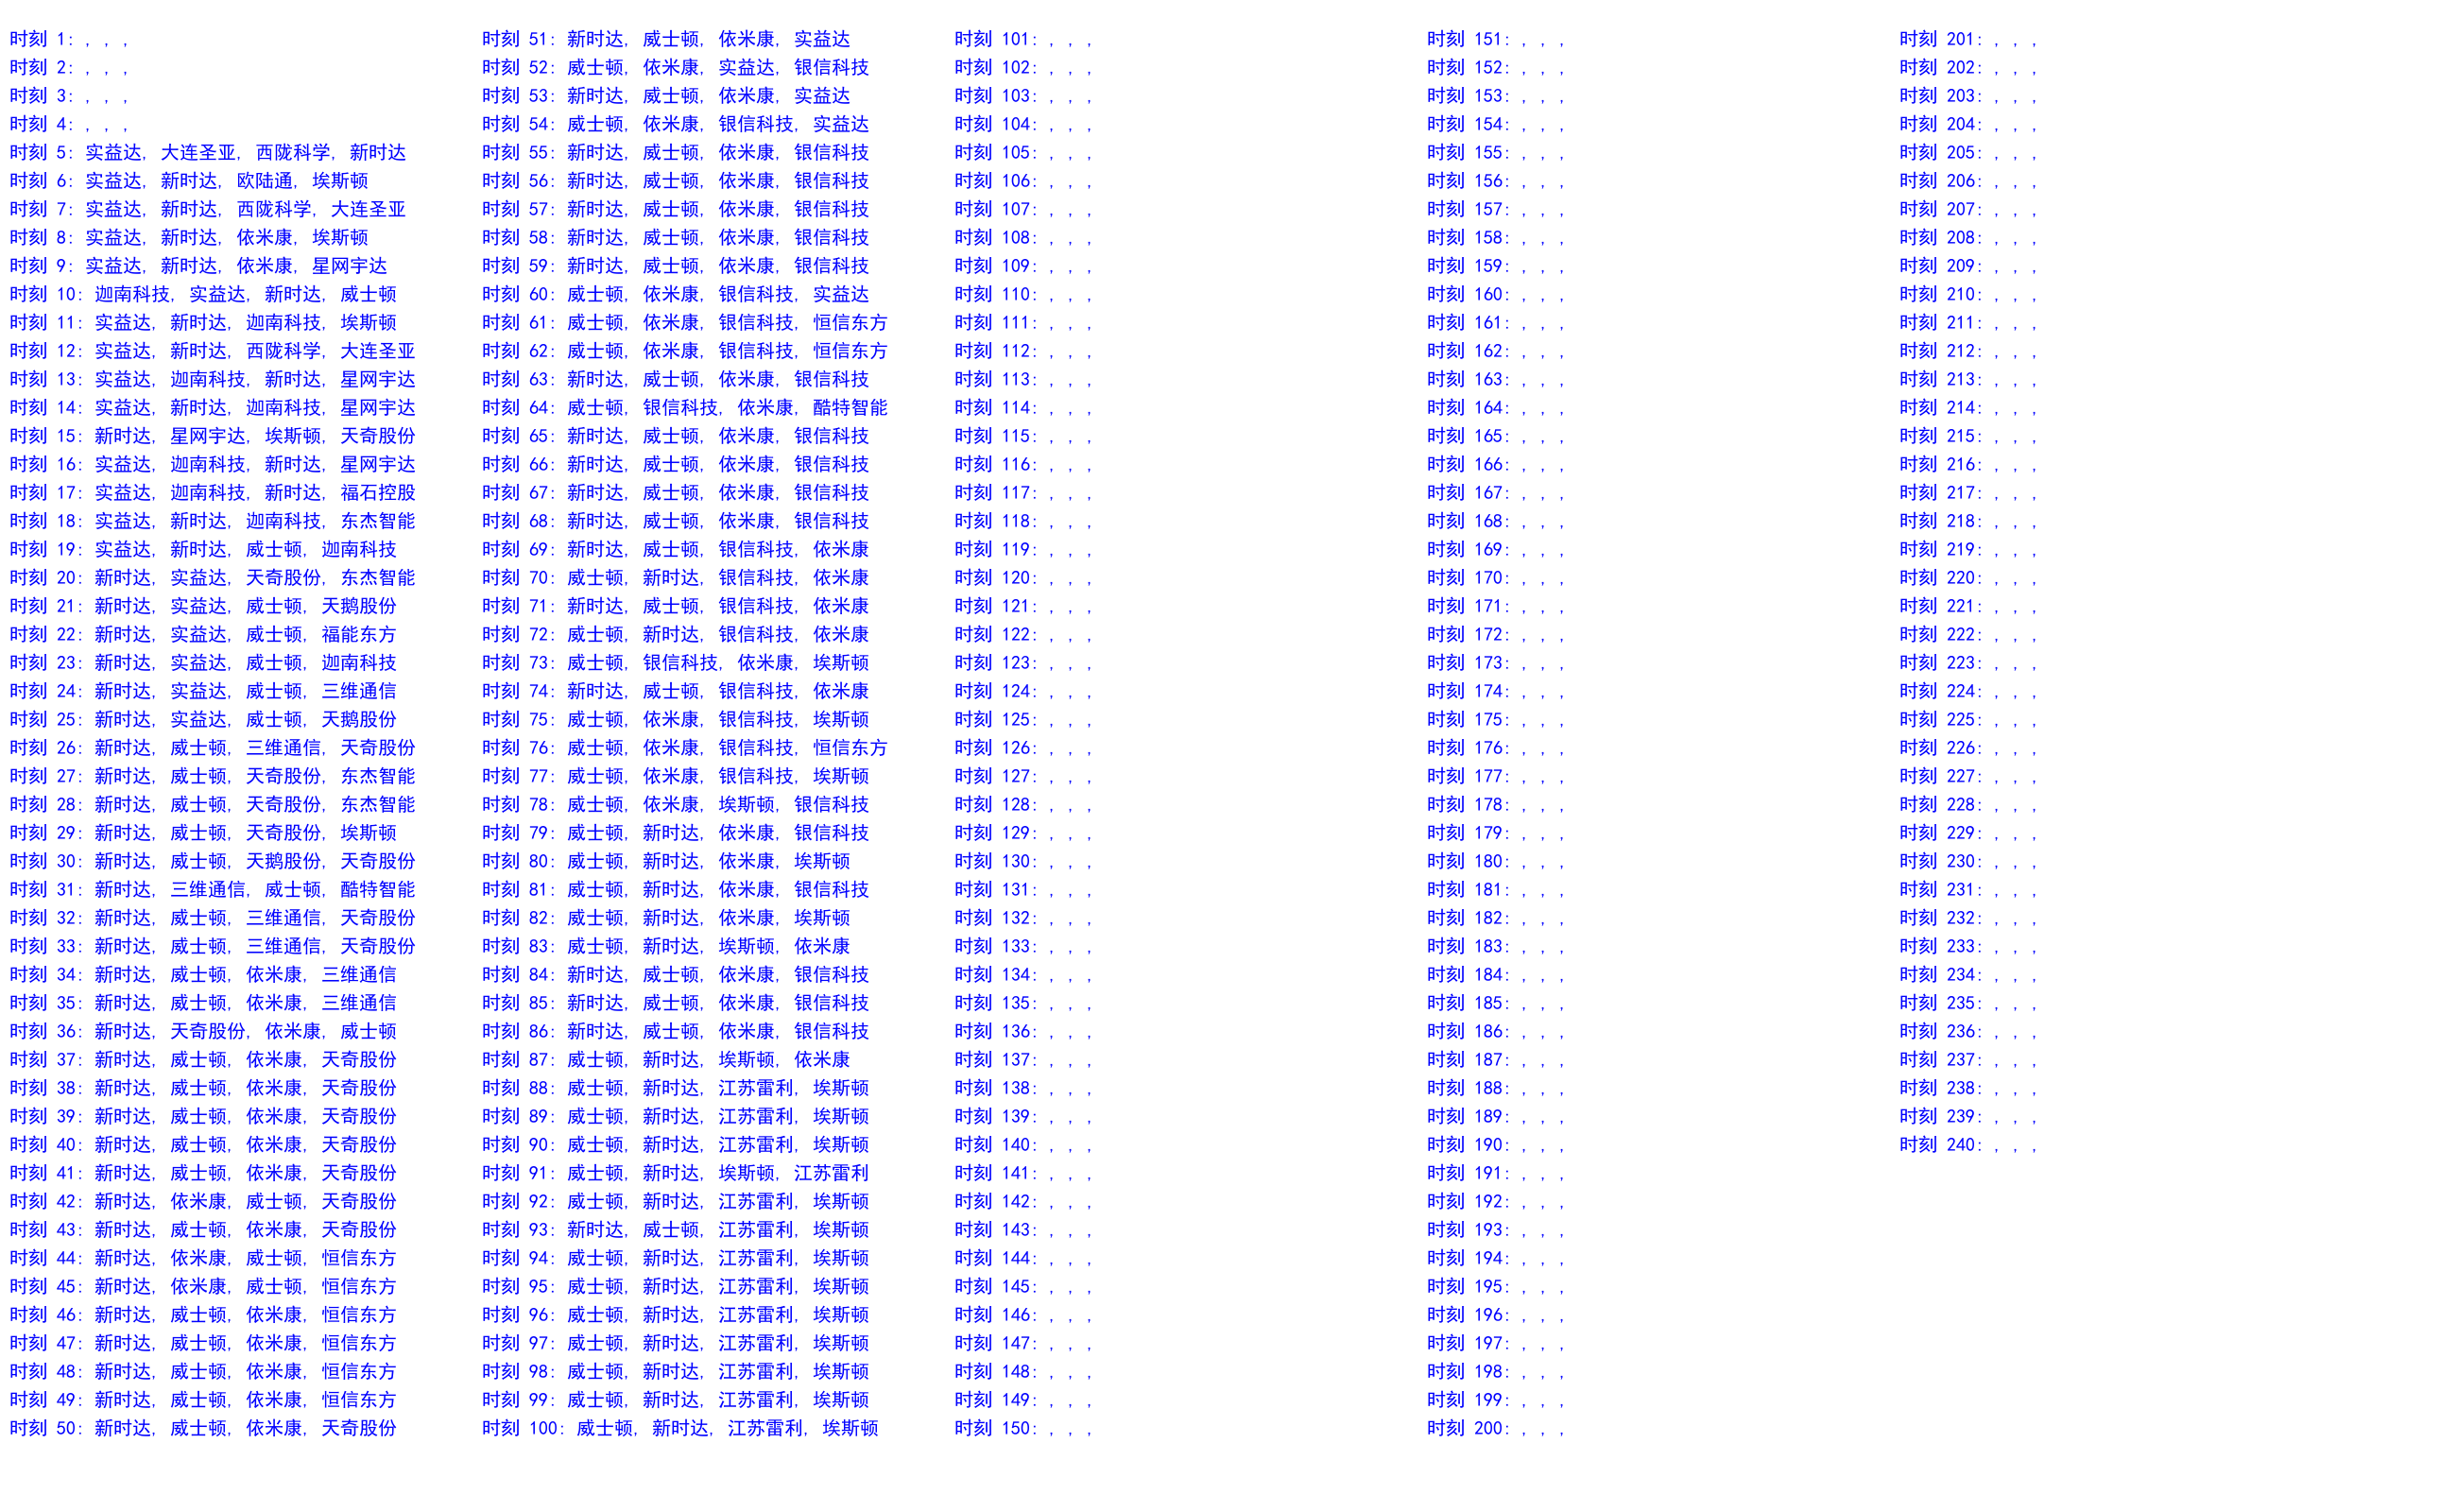 时刻 1: , , ,
时刻 2: , , ,
时刻 3: , , ,
时刻 4: , , ,
时刻 5: 实益达, 大连圣亚, 西陇科学, 新时达
时刻 6: 实益达, 新时达, 欧陆通, 埃斯顿
时刻 7: 实益达, 新时达, 西陇科学, 大连圣亚
时刻 8: 实益达, 新时达, 依米康, 埃斯顿
时刻 9: 实益达, 新时达, 依米康, 星网宇达
时刻 10: 迦南科技, 实益达, 新时达, 威士顿
时刻 11: 实益达, 新时达, 迦南科技, 埃斯顿
时刻 12: 实益达, 新时达, 西陇科学, 大连圣亚
时刻 13: 实益达, 迦南科技, 新时达, 星网宇达
时刻 14: 实益达, 新时达, 迦南科技, 星网宇达
时刻 15: 新时达, 星网宇达, 埃斯顿, 天奇股份
时刻 16: 实益达, 迦南科技, 新时达, 星网宇达
时刻 17: 实益达, 迦南科技, 新时达, 福石控股
时刻 18: 实益达, 新时达, 迦南科技, 东杰智能
时刻 19: 实益达, 新时达, 威士顿, 迦南科技
时刻 20: 新时达, 实益达, 天奇股份, 东杰智能
时刻 21: 新时达, 实益达, 威士顿, 天鹅股份
时刻 22: 新时达, 实益达, 威士顿, 福能东方
时刻 23: 新时达, 实益达, 威士顿, 迦南科技
时刻 24: 新时达, 实益达, 威士顿, 三维通信
时刻 25: 新时达, 实益达, 威士顿, 天鹅股份
时刻 26: 新时达, 威士顿, 三维通信, 天奇股份
时刻 27: 新时达, 威士顿, 天奇股份, 东杰智能
时刻 28: 新时达, 威士顿, 天奇股份, 东杰智能
时刻 29: 新时达, 威士顿, 天奇股份, 埃斯顿
时刻 30: 新时达, 威士顿, 天鹅股份, 天奇股份
时刻 31: 新时达, 三维通信, 威士顿, 酷特智能
时刻 32: 新时达, 威士顿, 三维通信, 天奇股份
时刻 33: 新时达, 威士顿, 三维通信, 天奇股份
时刻 34: 新时达, 威士顿, 依米康, 三维通信
时刻 35: 新时达, 威士顿, 依米康, 三维通信
时刻 36: 新时达, 天奇股份, 依米康, 威士顿
时刻 37: 新时达, 威士顿, 依米康, 天奇股份
时刻 38: 新时达, 威士顿, 依米康, 天奇股份
时刻 39: 新时达, 威士顿, 依米康, 天奇股份
时刻 40: 新时达, 威士顿, 依米康, 天奇股份
时刻 41: 新时达, 威士顿, 依米康, 天奇股份
时刻 42: 新时达, 依米康, 威士顿, 天奇股份
时刻 43: 新时达, 威士顿, 依米康, 天奇股份
时刻 44: 新时达, 依米康, 威士顿, 恒信东方
时刻 45: 新时达, 依米康, 威士顿, 恒信东方
时刻 46: 新时达, 威士顿, 依米康, 恒信东方
时刻 47: 新时达, 威士顿, 依米康, 恒信东方
时刻 48: 新时达, 威士顿, 依米康, 恒信东方
时刻 49: 新时达, 威士顿, 依米康, 恒信东方
时刻 50: 新时达, 威士顿, 依米康, 天奇股份
时刻 51: 新时达, 威士顿, 依米康, 实益达
时刻 52: 威士顿, 依米康, 实益达, 银信科技
时刻 53: 新时达, 威士顿, 依米康, 实益达
时刻 54: 威士顿, 依米康, 银信科技, 实益达
时刻 55: 新时达, 威士顿, 依米康, 银信科技
时刻 56: 新时达, 威士顿, 依米康, 银信科技
时刻 57: 新时达, 威士顿, 依米康, 银信科技
时刻 58: 新时达, 威士顿, 依米康, 银信科技
时刻 59: 新时达, 威士顿, 依米康, 银信科技
时刻 60: 威士顿, 依米康, 银信科技, 实益达
时刻 61: 威士顿, 依米康, 银信科技, 恒信东方
时刻 62: 威士顿, 依米康, 银信科技, 恒信东方
时刻 63: 新时达, 威士顿, 依米康, 银信科技
时刻 64: 威士顿, 银信科技, 依米康, 酷特智能
时刻 65: 新时达, 威士顿, 依米康, 银信科技
时刻 66: 新时达, 威士顿, 依米康, 银信科技
时刻 67: 新时达, 威士顿, 依米康, 银信科技
时刻 68: 新时达, 威士顿, 依米康, 银信科技
时刻 69: 新时达, 威士顿, 银信科技, 依米康
时刻 70: 威士顿, 新时达, 银信科技, 依米康
时刻 71: 新时达, 威士顿, 银信科技, 依米康
时刻 72: 威士顿, 新时达, 银信科技, 依米康
时刻 73: 威士顿, 银信科技, 依米康, 埃斯顿
时刻 74: 新时达, 威士顿, 银信科技, 依米康
时刻 75: 威士顿, 依米康, 银信科技, 埃斯顿
时刻 76: 威士顿, 依米康, 银信科技, 恒信东方
时刻 77: 威士顿, 依米康, 银信科技, 埃斯顿
时刻 78: 威士顿, 依米康, 埃斯顿, 银信科技
时刻 79: 威士顿, 新时达, 依米康, 银信科技
时刻 80: 威士顿, 新时达, 依米康, 埃斯顿
时刻 81: 威士顿, 新时达, 依米康, 银信科技
时刻 82: 威士顿, 新时达, 依米康, 埃斯顿
时刻 83: 威士顿, 新时达, 埃斯顿, 依米康
时刻 84: 新时达, 威士顿, 依米康, 银信科技
时刻 85: 新时达, 威士顿, 依米康, 银信科技
时刻 86: 新时达, 威士顿, 依米康, 银信科技
时刻 87: 威士顿, 新时达, 埃斯顿, 依米康
时刻 88: 威士顿, 新时达, 江苏雷利, 埃斯顿
时刻 89: 威士顿, 新时达, 江苏雷利, 埃斯顿
时刻 90: 威士顿, 新时达, 江苏雷利, 埃斯顿
时刻 91: 威士顿, 新时达, 埃斯顿, 江苏雷利
时刻 92: 威士顿, 新时达, 江苏雷利, 埃斯顿
时刻 93: 新时达, 威士顿, 江苏雷利, 埃斯顿
时刻 94: 威士顿, 新时达, 江苏雷利, 埃斯顿
时刻 95: 威士顿, 新时达, 江苏雷利, 埃斯顿
时刻 96: 威士顿, 新时达, 江苏雷利, 埃斯顿
时刻 97: 威士顿, 新时达, 江苏雷利, 埃斯顿
时刻 98: 威士顿, 新时达, 江苏雷利, 埃斯顿
时刻 99: 威士顿, 新时达, 江苏雷利, 埃斯顿
时刻 100: 威士顿, 新时达, 江苏雷利, 埃斯顿
时刻 101: , , ,
时刻 102: , , ,
时刻 103: , , ,
时刻 104: , , ,
时刻 105: , , ,
时刻 106: , , ,
时刻 107: , , ,
时刻 108: , , ,
时刻 109: , , ,
时刻 110: , , ,
时刻 111: , , ,
时刻 112: , , ,
时刻 113: , , ,
时刻 114: , , ,
时刻 115: , , ,
时刻 116: , , ,
时刻 117: , , ,
时刻 118: , , ,
时刻 119: , , ,
时刻 120: , , ,
时刻 121: , , ,
时刻 122: , , ,
时刻 123: , , ,
时刻 124: , , ,
时刻 125: , , ,
时刻 126: , , ,
时刻 127: , , ,
时刻 128: , , ,
时刻 129: , , ,
时刻 130: , , ,
时刻 131: , , ,
时刻 132: , , ,
时刻 133: , , ,
时刻 134: , , ,
时刻 135: , , ,
时刻 136: , , ,
时刻 137: , , ,
时刻 138: , , ,
时刻 139: , , ,
时刻 140: , , ,
时刻 141: , , ,
时刻 142: , , ,
时刻 143: , , ,
时刻 144: , , ,
时刻 145: , , ,
时刻 146: , , ,
时刻 147: , , ,
时刻 148: , , ,
时刻 149: , , ,
时刻 150: , , ,
时刻 151: , , ,
时刻 152: , , ,
时刻 153: , , ,
时刻 154: , , ,
时刻 155: , , ,
时刻 156: , , ,
时刻 157: , , ,
时刻 158: , , ,
时刻 159: , , ,
时刻 160: , , ,
时刻 161: , , ,
时刻 162: , , ,
时刻 163: , , ,
时刻 164: , , ,
时刻 165: , , ,
时刻 166: , , ,
时刻 167: , , ,
时刻 168: , , ,
时刻 169: , , ,
时刻 170: , , ,
时刻 171: , , ,
时刻 172: , , ,
时刻 173: , , ,
时刻 174: , , ,
时刻 175: , , ,
时刻 176: , , ,
时刻 177: , , ,
时刻 178: , , ,
时刻 179: , , ,
时刻 180: , , ,
时刻 181: , , ,
时刻 182: , , ,
时刻 183: , , ,
时刻 184: , , ,
时刻 185: , , ,
时刻 186: , , ,
时刻 187: , , ,
时刻 188: , , ,
时刻 189: , , ,
时刻 190: , , ,
时刻 191: , , ,
时刻 192: , , ,
时刻 193: , , ,
时刻 194: , , ,
时刻 195: , , ,
时刻 196: , , ,
时刻 197: , , ,
时刻 198: , , ,
时刻 199: , , ,
时刻 200: , , ,
时刻 201: , , ,
时刻 202: , , ,
时刻 203: , , ,
时刻 204: , , ,
时刻 205: , , ,
时刻 206: , , ,
时刻 207: , , ,
时刻 208: , , ,
时刻 209: , , ,
时刻 210: , , ,
时刻 211: , , ,
时刻 212: , , ,
时刻 213: , , ,
时刻 214: , , ,
时刻 215: , , ,
时刻 216: , , ,
时刻 217: , , ,
时刻 218: , , ,
时刻 219: , , ,
时刻 220: , , ,
时刻 221: , , ,
时刻 222: , , ,
时刻 223: , , ,
时刻 224: , , ,
时刻 225: , , ,
时刻 226: , , ,
时刻 227: , , ,
时刻 228: , , ,
时刻 229: , , ,
时刻 230: , , ,
时刻 231: , , ,
时刻 232: , , ,
时刻 233: , , ,
时刻 234: , , ,
时刻 235: , , ,
时刻 236: , , ,
时刻 237: , , ,
时刻 238: , , ,
时刻 239: , , ,
时刻 240: , , ,